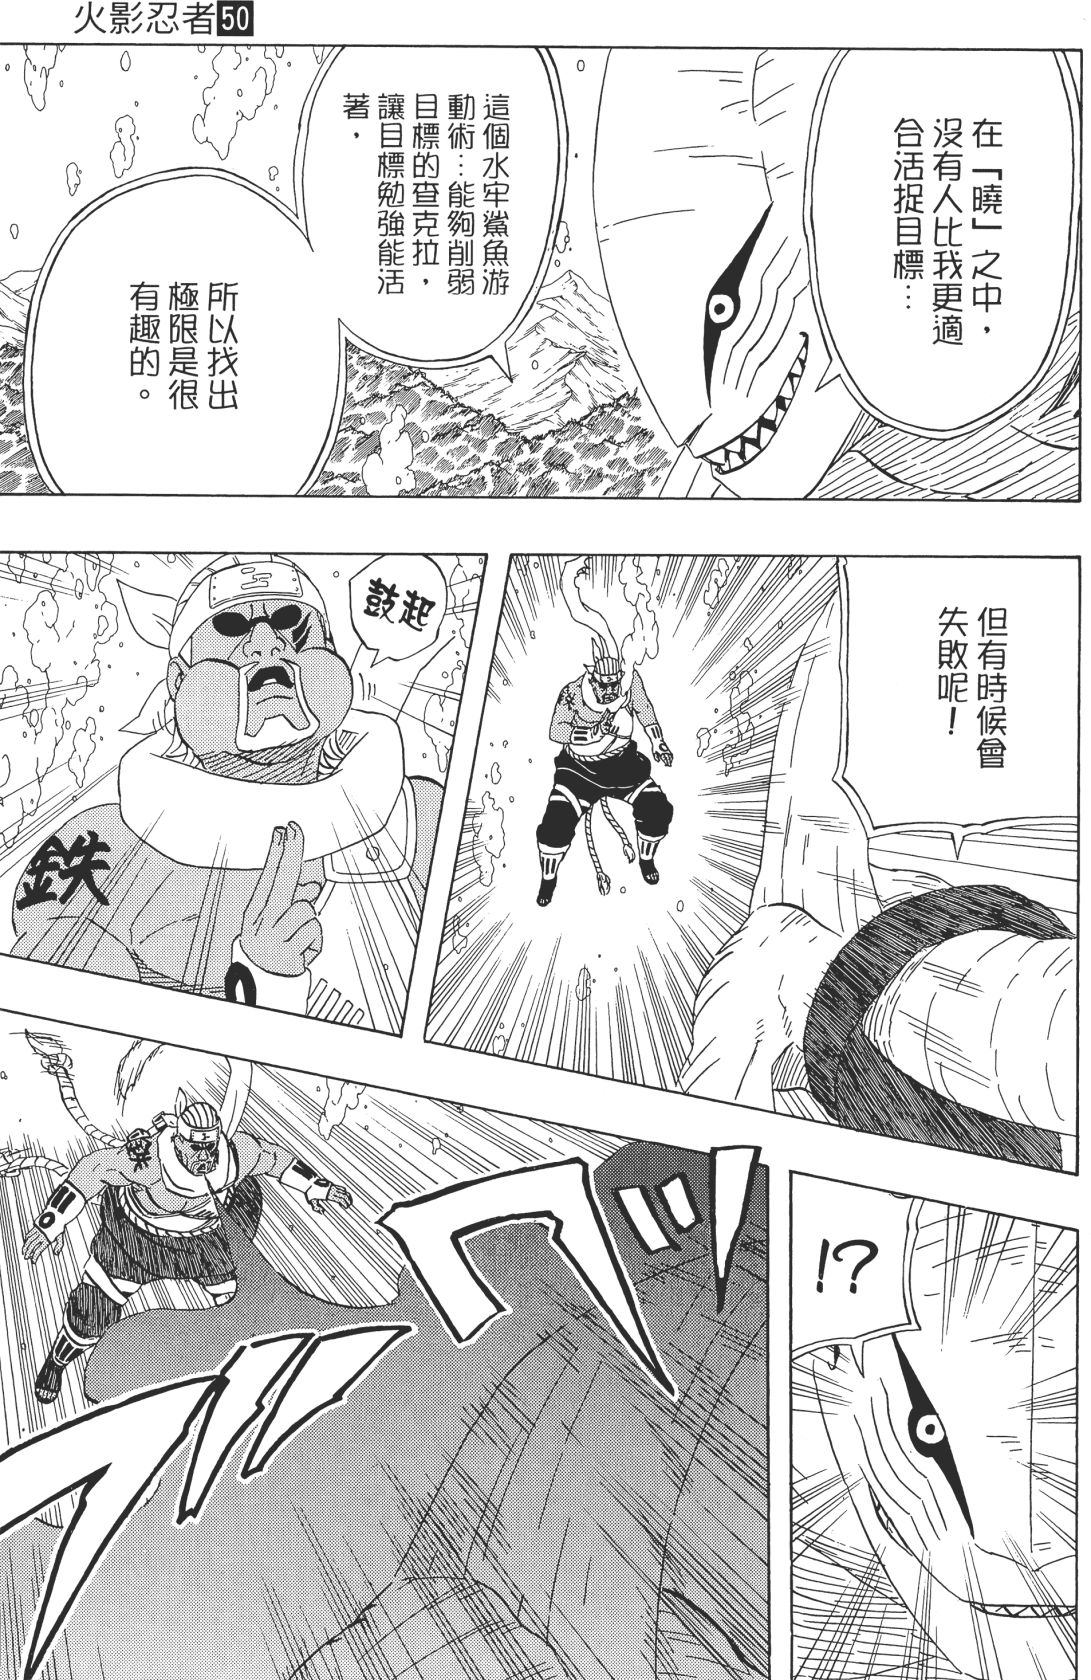 火影忍者50
在「曉」之中，
沒有人比我更適
合活捉目標…
這個水牢鯊魚游
動術…能夠削弱
目標的查克拉，
讓目標勉強能活
著，
所以找出
極限是很
有趣的。
但有時候會
失敗呢！
鼓起
鉄
!?
グググ